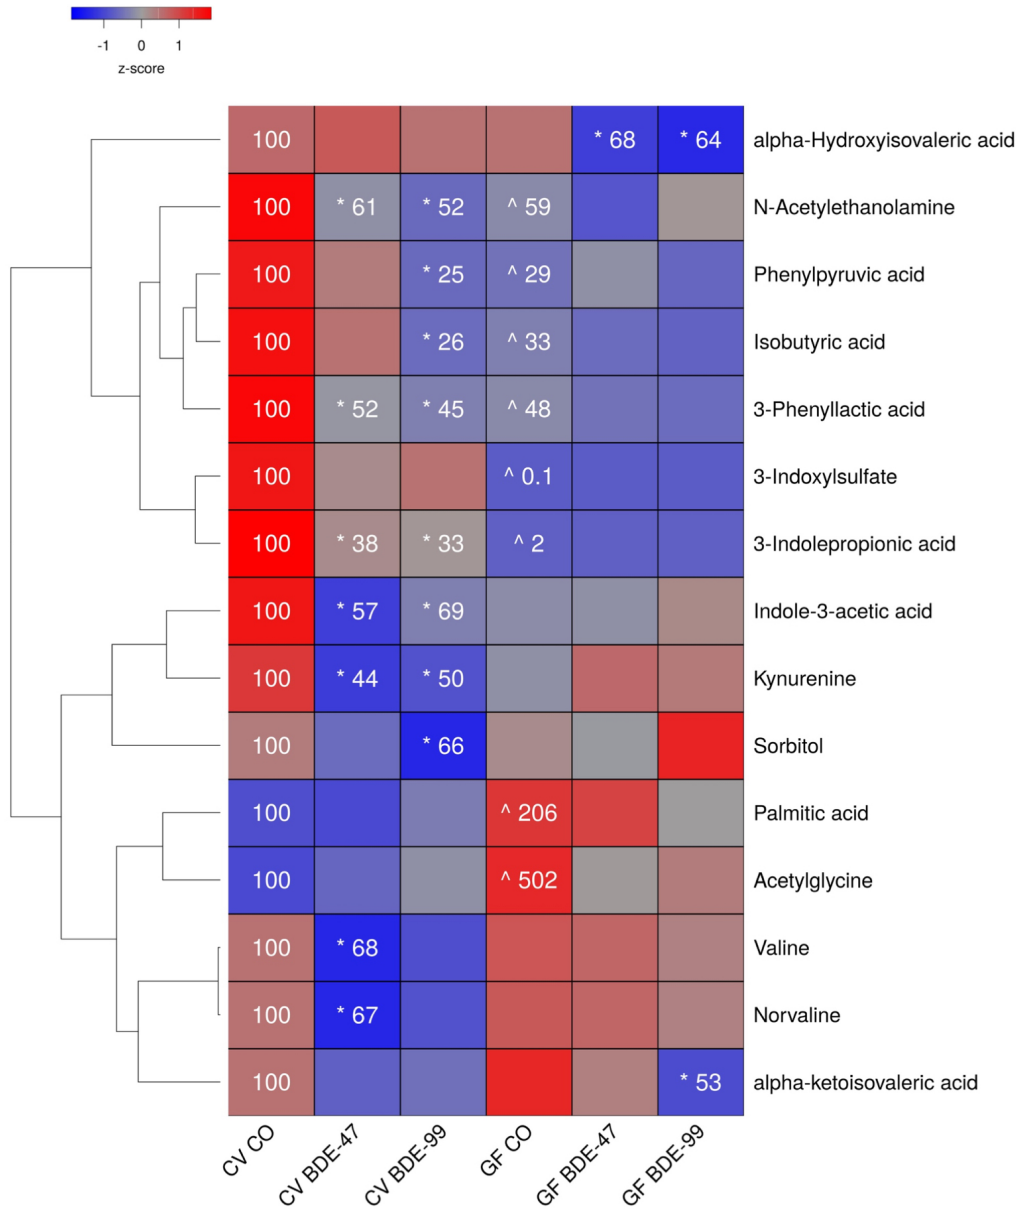 -1 0 1
z-score
100 * 68 * 64 alpha-Hydroxyisovaleric acid
100 * 61 * 52 ^ 59 N-Acetylethanolamine
100 * 25 ^ 29 Phenylpyruvic acid
100 * 26 ^ 33 Isobutyric acid
100 * 52 * 45 ^ 48 3-Phenyllactic acid
100 ^ 0.1 3-Indoxylsulfate
100 * 38 * 33 ^ 2 3-Indolepropionic acid
100 * 57 * 69 Indole-3-acetic acid
100 * 44 * 50 Kynurenine
100 * 66 Sorbitol
100 ^ 206 Palmitic acid
100 ^ 502 Acetylglycine
100 * 68 Valine
100 * 67 Norvaline
100 * 53 alpha-ketoisovaleric acid
CV CO CV BDE-47 CV BDE-99 GF CO GF BDE-47 GF BDE-99